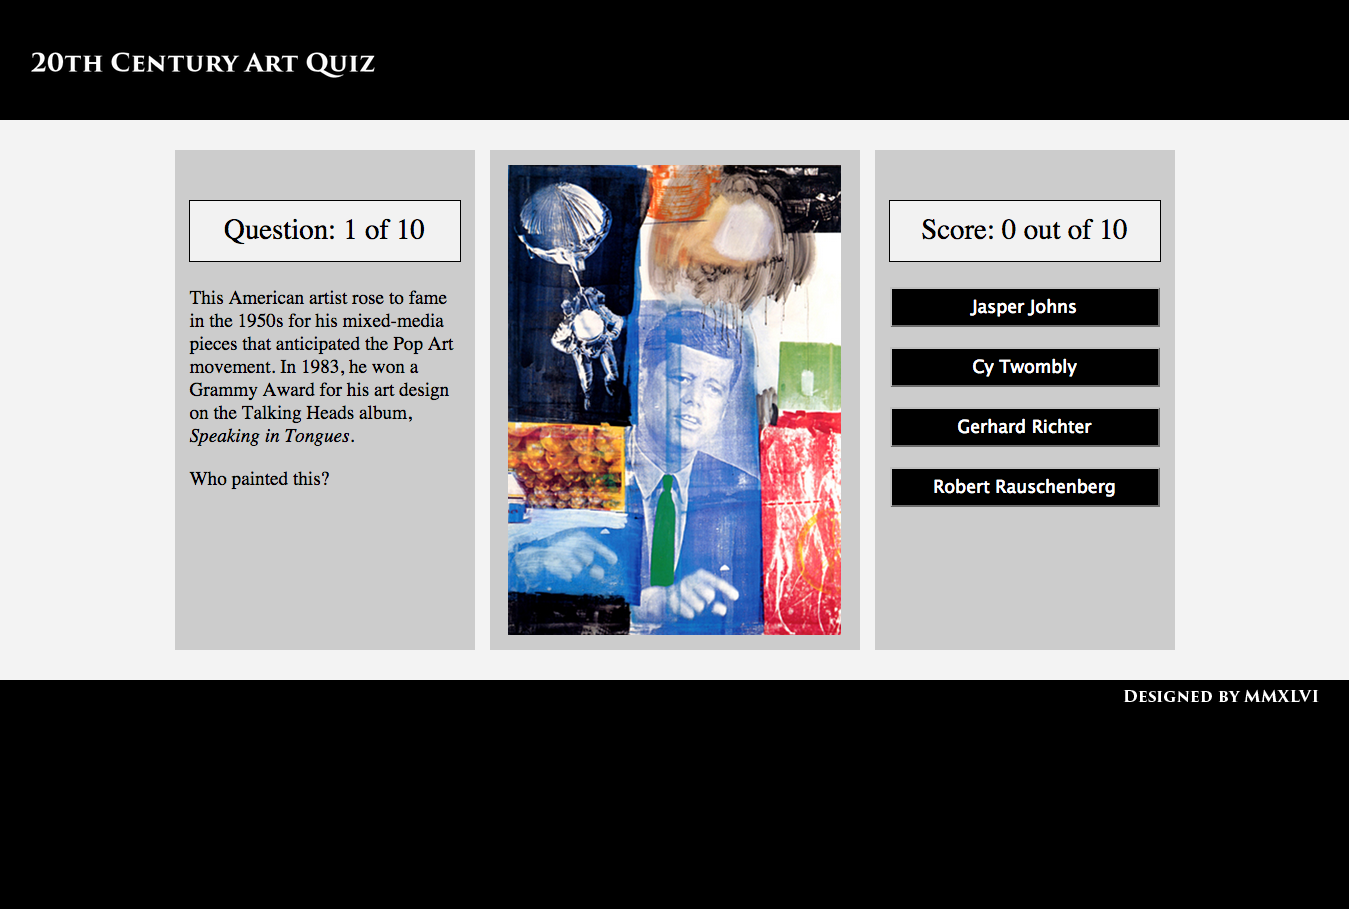 20th Century Art Quiz
Question: 1 of 10
This American artist rose to fame
in the 1950s for his mixed-media
pieces that anticipated the Pop Art
movement. In 1983, he won a
Grammy Award for his art design
on the Talking Heads album,
Speaking in Tongues.
Who painted this?
Score: 0 out of 10
Jasper Johns
Cy Twombly
Gerhard Richter
Robert Rauschenberg
Designed by MMXLVI